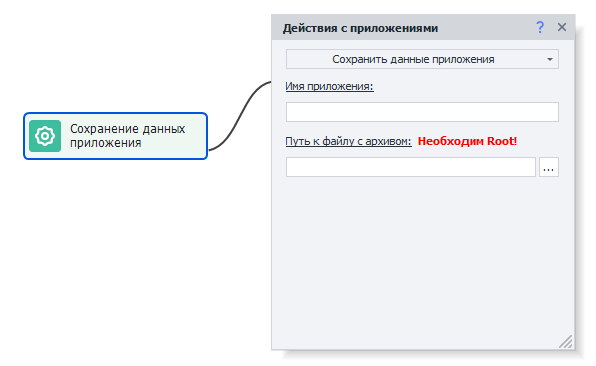 Действия с приложениями ?
Сохранить данные приложения
Имя приложения:
Сохранение данных
приложения
Путь к файлу с архивом: Необходим Root!
...